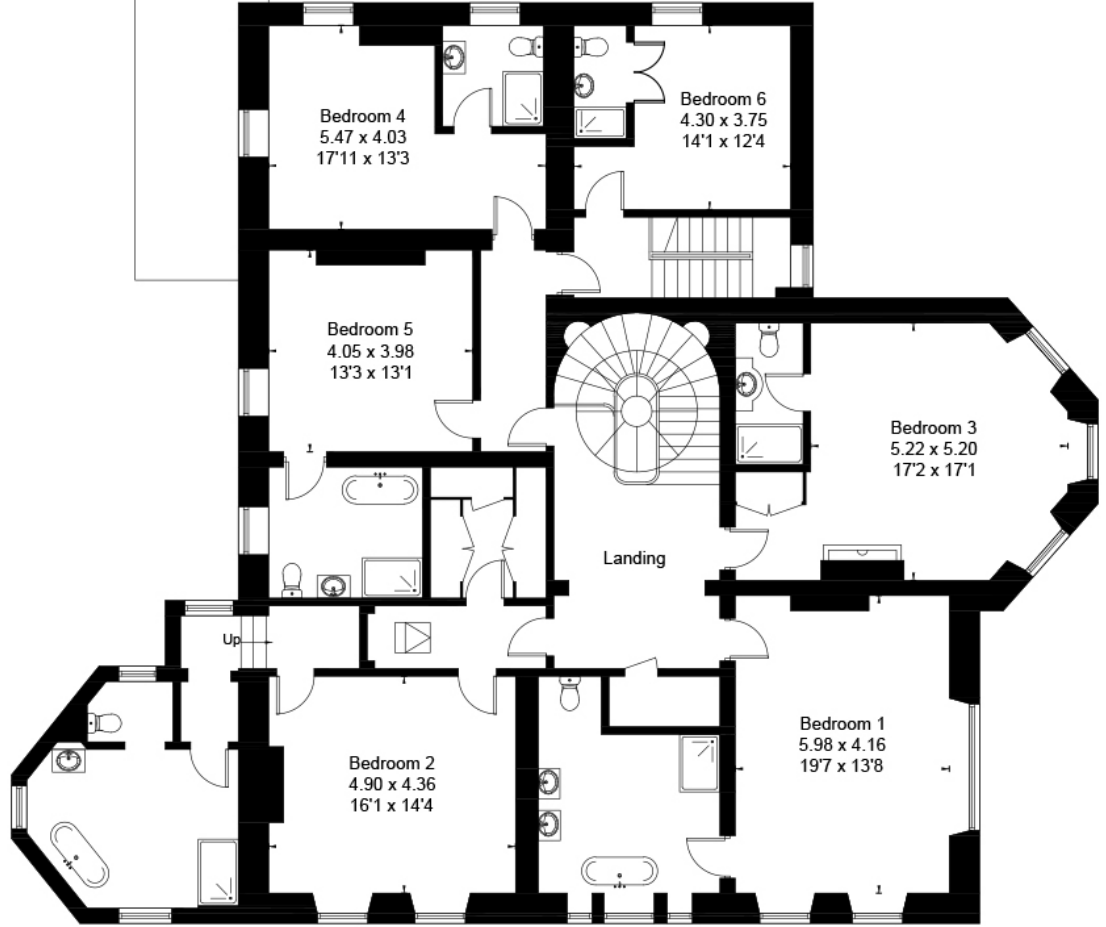 Bedroom 4
5.47 x 4.03
17'11 x 13'3
Bedroom 6
4.30 x 3.75
14'1 x 12'4
Bedroom 5
4.05 x 3.98
13'3 x 13'1
Bedroom 3
5.22 x 5.20
17'2 x 17'1
Landing
Up
Bedroom 2
4.90 x 4.36
16'1 x 14'4
Bedroom 1
5.98 x 4.16
19'7 x 13'8